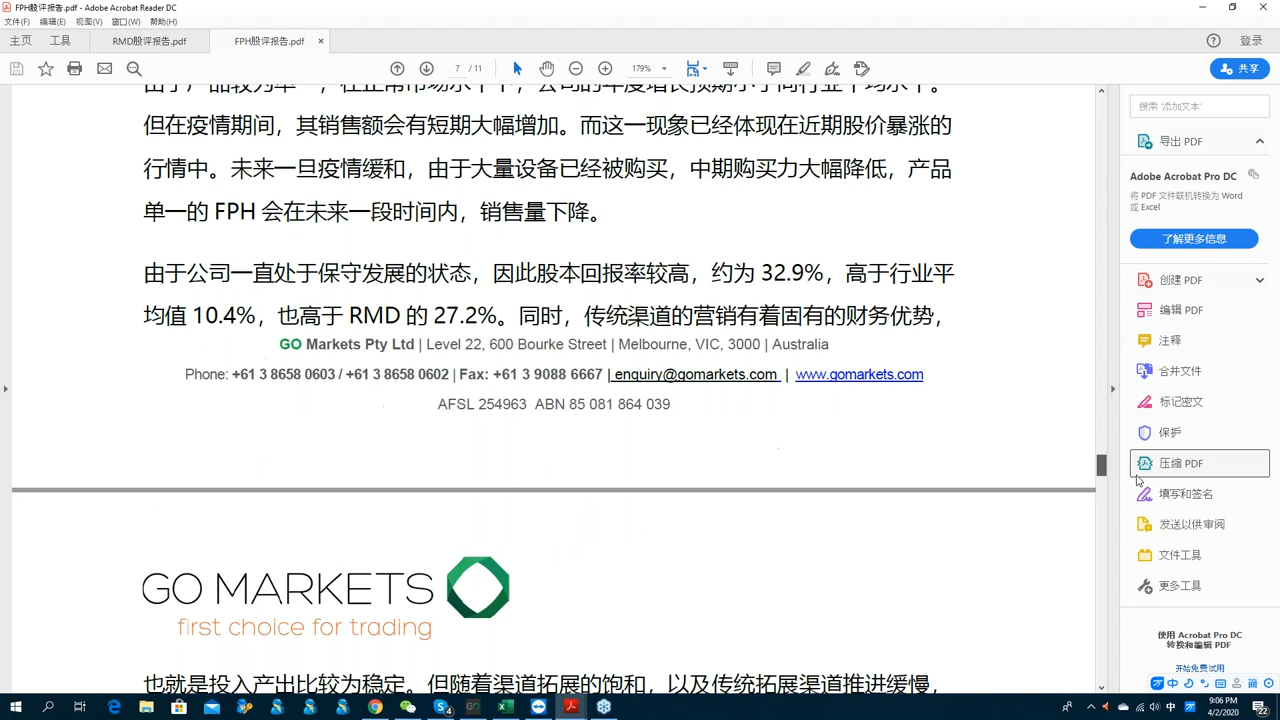 FPH股评报告.pdf - Adobe Acrobat Reader DC
文件(F) 编辑(E) 视图(V) 窗口(W) 帮助(H)
主页 工具 RMD股评报告.pdf FPH股评报告.pdf × 登录
7 / 11 179% 共享
但在疫情期间，其销售额会有短期大幅增加。而这一现象已经体现在近期股价暴涨的
行情中。未来一旦疫情缓和，由于大量设备已经被购买，中期购买力大幅降低，产品
单一的 FPH 会在未来一段时间内，销售量下降。
由于公司一直处于保守发展的状态，因此股本回报率较高，约为 32.9%，高于行业平
均值 10.4%，也高于 RMD 的 27.2%。同时，传统渠道的营销有着固有的财务优势，
GO Markets Pty Ltd | Level 22, 600 Bourke Street | Melbourne, VIC, 3000 | Australia
Phone: +61 3 8658 0603 / +61 3 8658 0602 | Fax: +61 3 9088 6667 | enquiry@gomarkets.com | www.gomarkets.com
AFSL 254963 ABN 85 081 864 039
GO MARKETS
first choice for trading
也就是投入产出比较为稳定。但随着渠道拓展的饱和，以及传统拓展渠道推进缓慢，
搜索 "添加文本"
导出 PDF
Adobe Acrobat Pro DC
将 PDF 文件联机转换为 Word
或 Excel
了解更多信息
创建 PDF
编辑 PDF
注释
合并文件
标记密文
保护
压缩 PDF
填写和签名
发送以供审阅
文件工具
更多工具
使用 Acrobat Pro DC
转换和编辑 PDF
开始免费试用
中 简
9:06 PM
4/2/2020
22